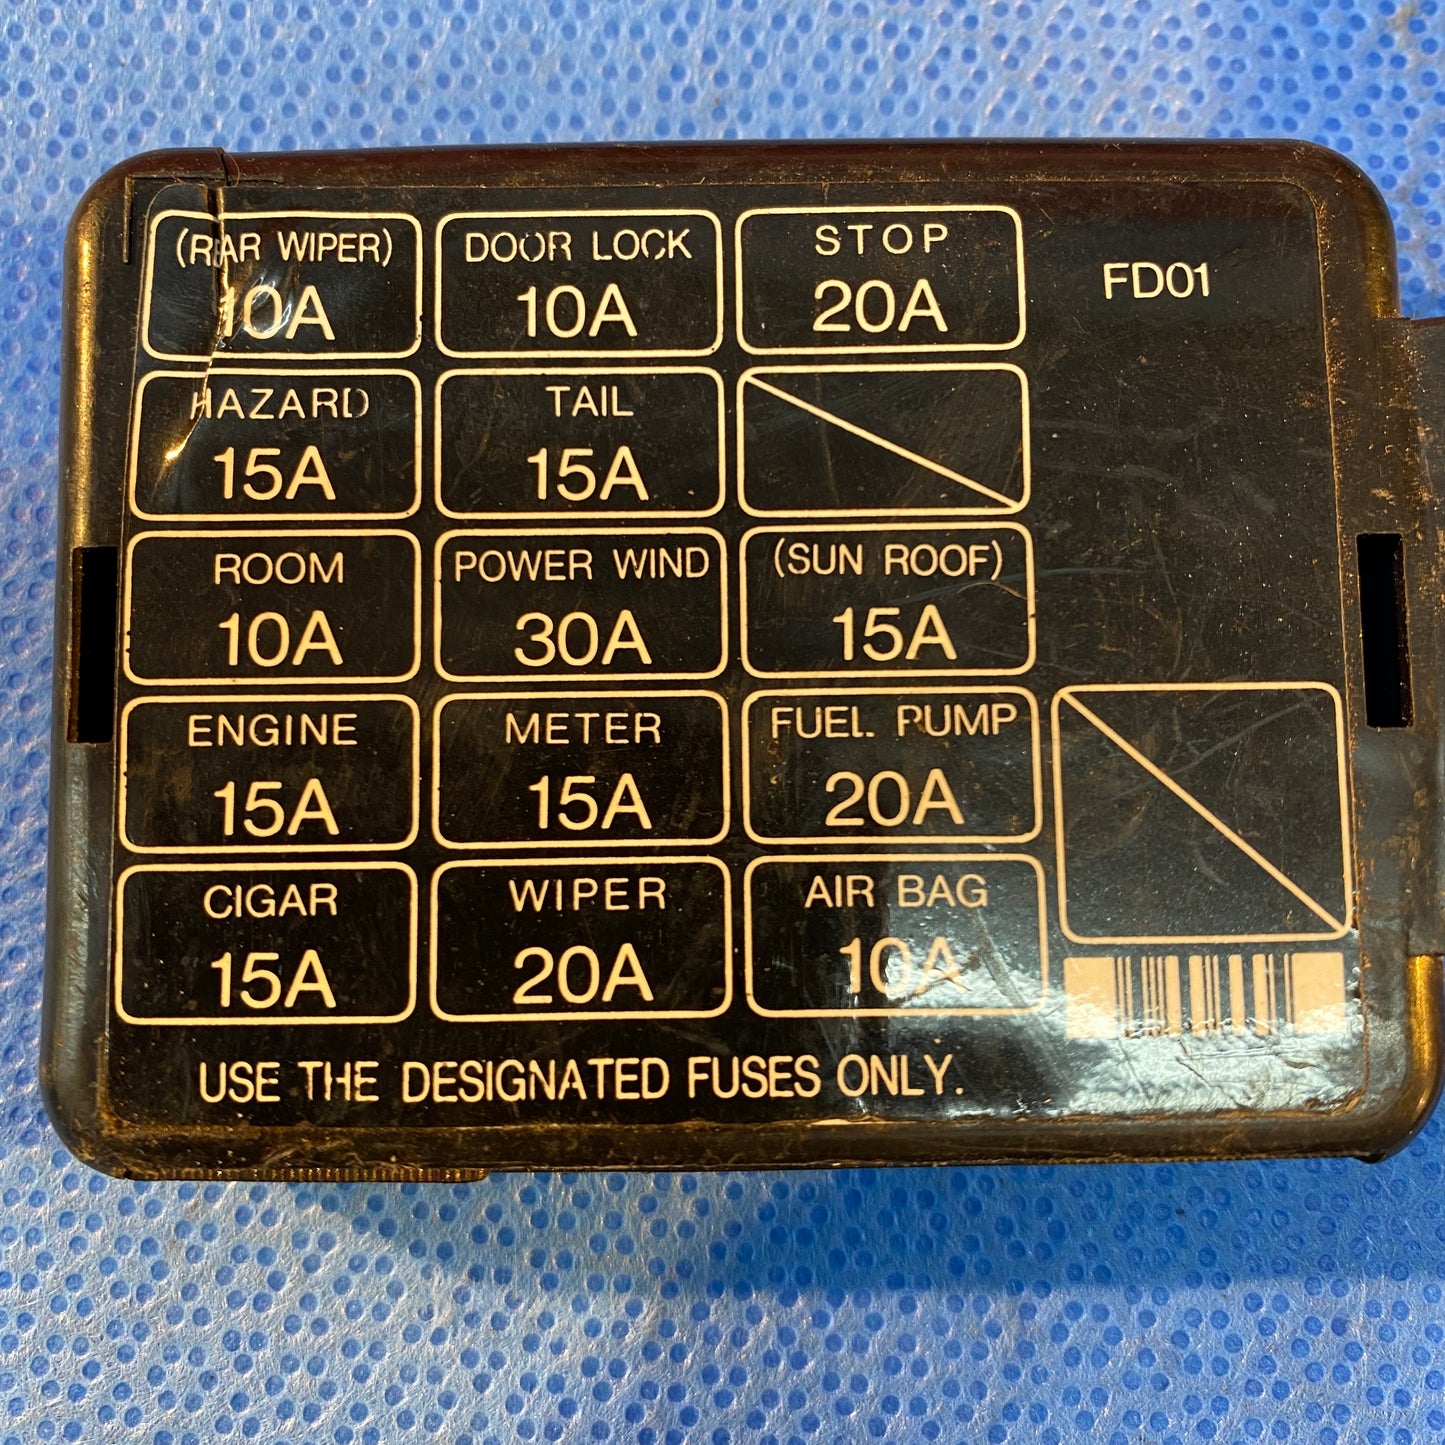 (R AR WIPER)
10A
DOOR LOCK
10A
STOP
20A
FD01
HAZARD
15A
TAIL
15A
ROOM
10A
POWER WIND
30A
(SUN ROOF)
15A
ENGINE
15A
METER
15A
FUEL PUMP
20A
CIGAR
15A
WIPER
20A
AIR BAG
10A
USE THE DESIGNATED FUSES ONLY.